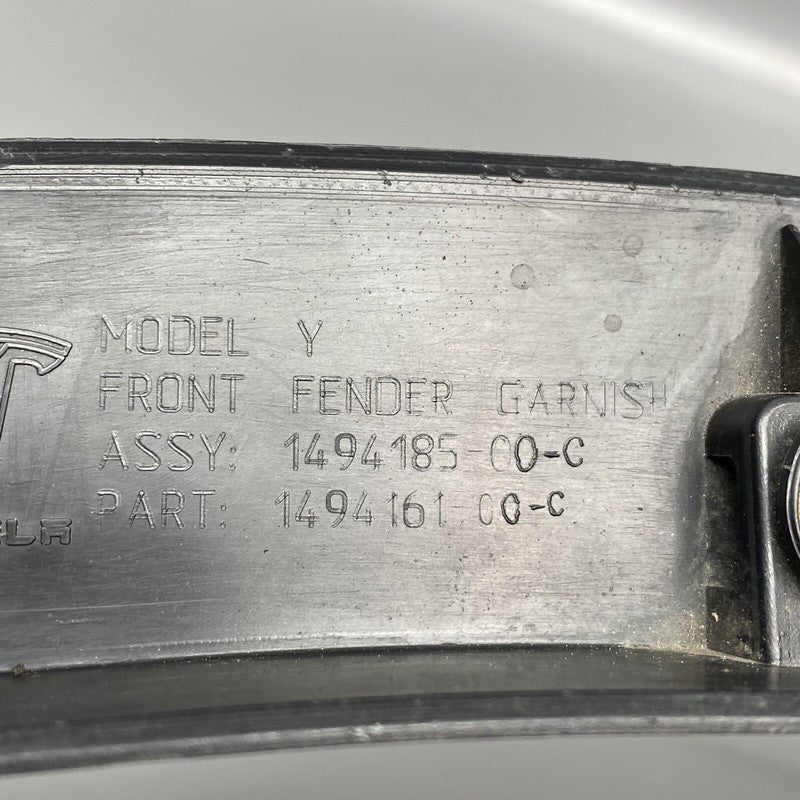 MODEL Y
FRONT FENDER GARNISH
ASSY: 1494185-00-C
PART: 1494161-00-C